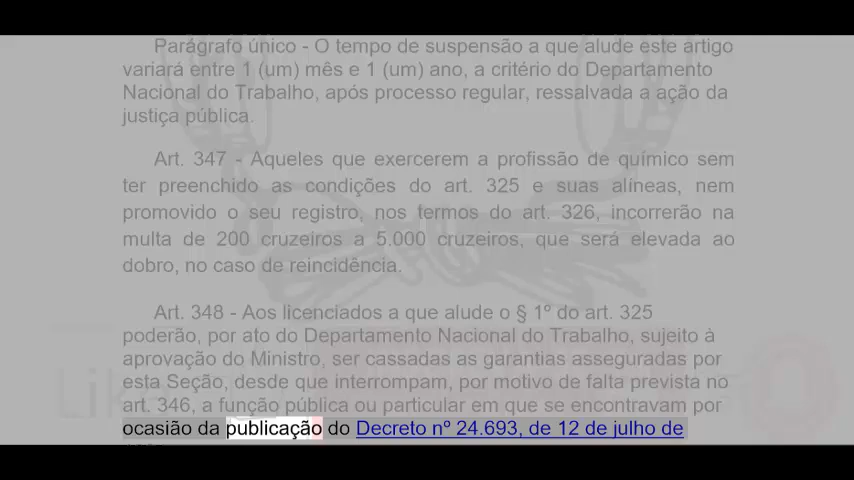 Parágrafo único - O tempo de suspensão a que alude este artigo
variará entre 1 (um) mês e 1 (um) ano, a critério do Departamento
Nacional do Trabalho, após processo regular, ressalvada a ação da
justiça pública.
Art. 347 - Aqueles que exercerem a profissão de químico sem
ter preenchido as condições do art. 325 e suas alíneas, nem
promovido o seu registro, nos termos do art. 326, incorrerão na
multa de 200 cruzeiros a 5.000 cruzeiros, que será elevada ao
dobro, no caso de reincidência.
Art. 348 - Aos licenciados a que alude o § 1º do art. 325
poderão, por ato do Departamento Nacional do Trabalho, sujeito à
aprovação do Ministro, ser cassadas as garantias asseguradas por
esta Seção, desde que interrompam, por motivo de falta prevista no
art. 346, a função pública ou particular em que se encontravam por
ocasião da publicação do Decreto nº 24.693, de 12 de julho de